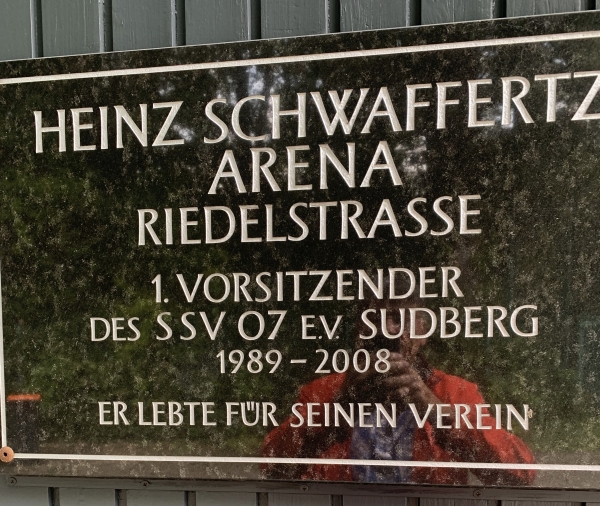 HEINZ SCHWAFFERTZ
ARENA
RIEDELSTRASSE
1. VORSITZENDER
DES SSV 07 E.V. SUDBERG
1989 – 2008
ER LEBTE FÜR SEINEN VEREIN